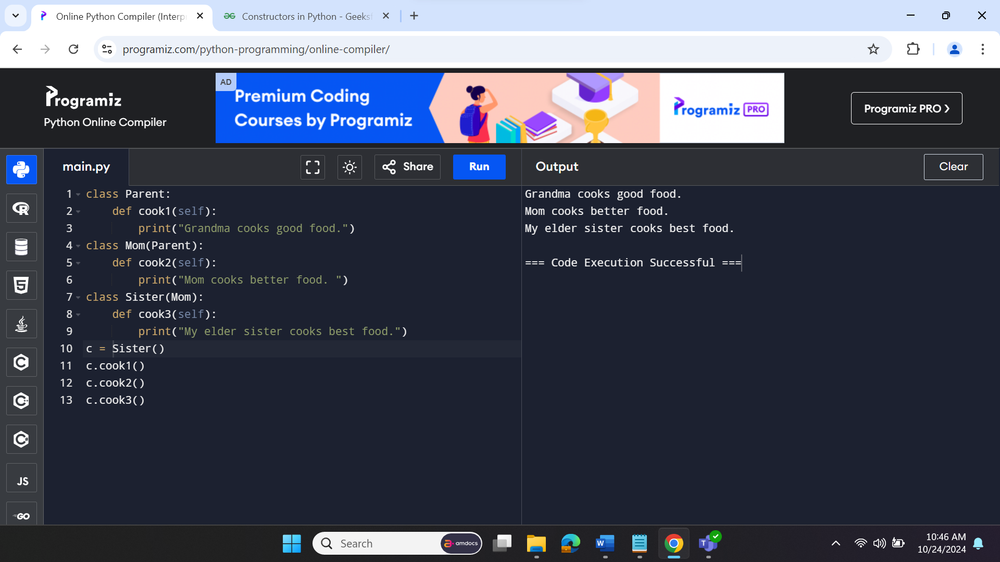 Online Python Compiler (Interp
Constructors in Python - Geeksf
programiz.com/python-programming/online-compiler/
Programiz
Python Online Compiler
AD
Premium Coding
Courses by Programiz
Programiz PRO
Programiz PRO ❯
main.py
Share
Run
Output
Clear
1 class Parent:
2     def cook1(self):
3         print("Grandma cooks good food.")
4 class Mom(Parent):
5     def cook2(self):
6         print("Mom cooks better food. ")
7 class Sister(Mom):
8     def cook3(self):
9         print("My elder sister cooks best food.")
10 c = Sister()
11 c.cook1()
12 c.cook2()
13 c.cook3()
Grandma cooks good food.
Mom cooks better food.
My elder sister cooks best food.
=== Code Execution Successful ===
R
5
C
C++
C#
JS
GO
Search
a amdocs
W
T
10:46 AM
10/24/2024